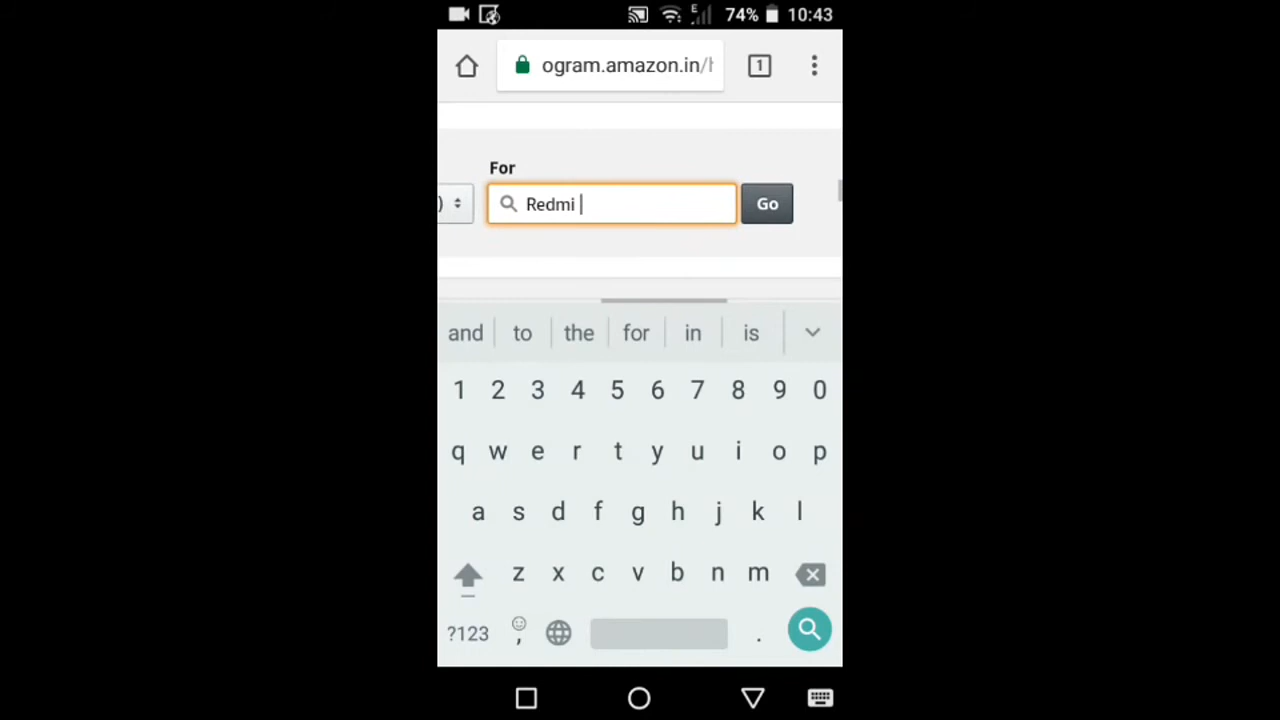 E 74% 10:43
ogram.amazon.in/h 1
For
) Redmi Go
and to the for in is
1 2 3 4 5 6 7 8 9 0
q w e r t y u i o p
a s d f g h j k l
z x c v b n m
?123 , .